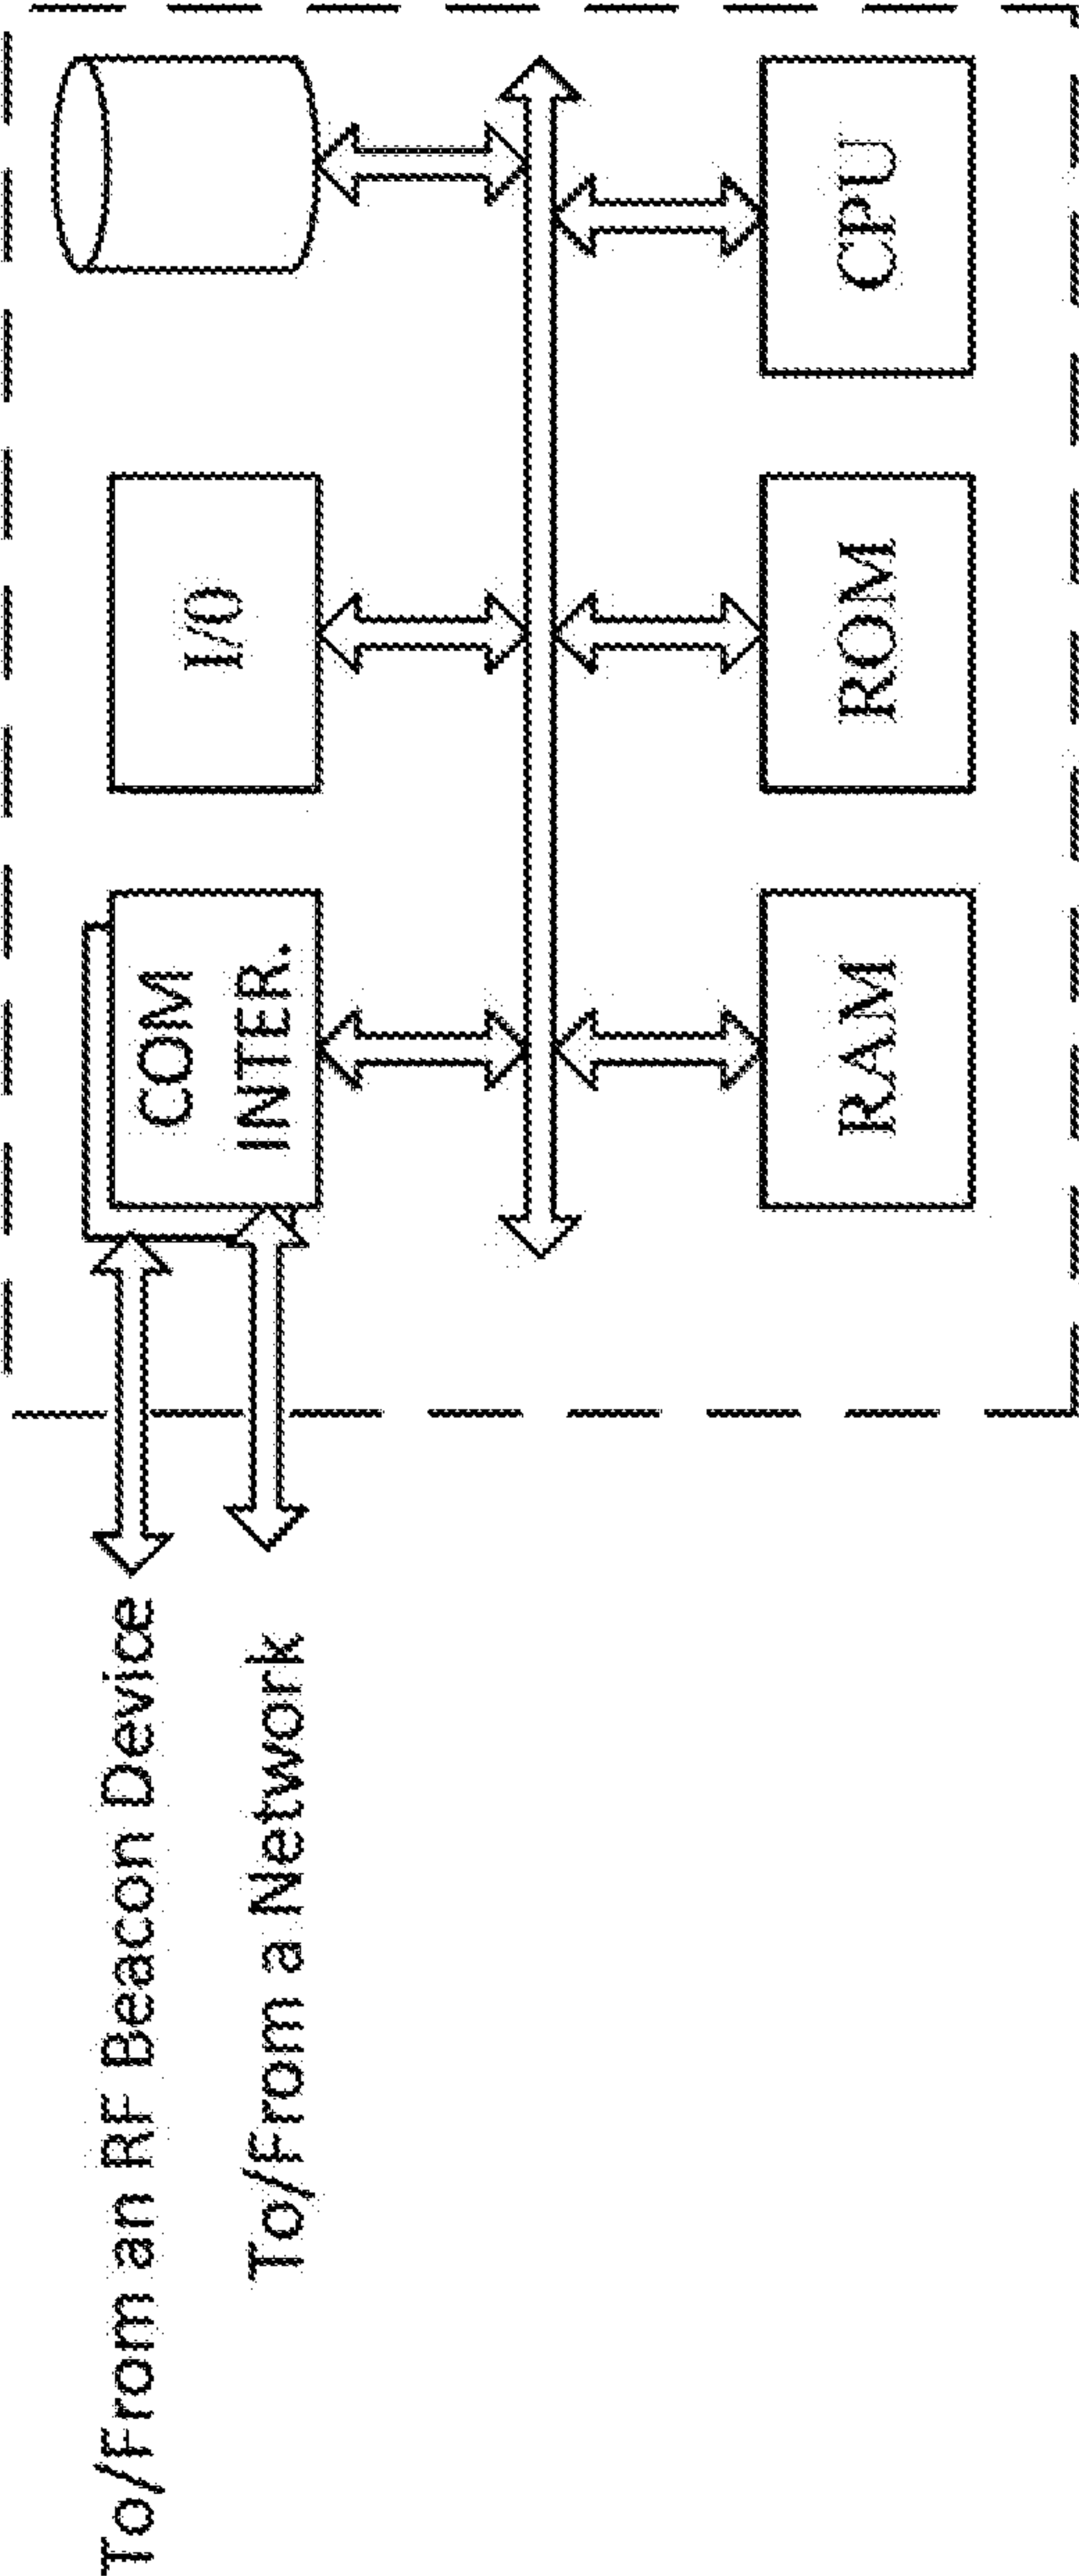 To/From an RF Beacon Device
To/From a Network
COM
INTER.
I/O
RAM
ROM
CPU